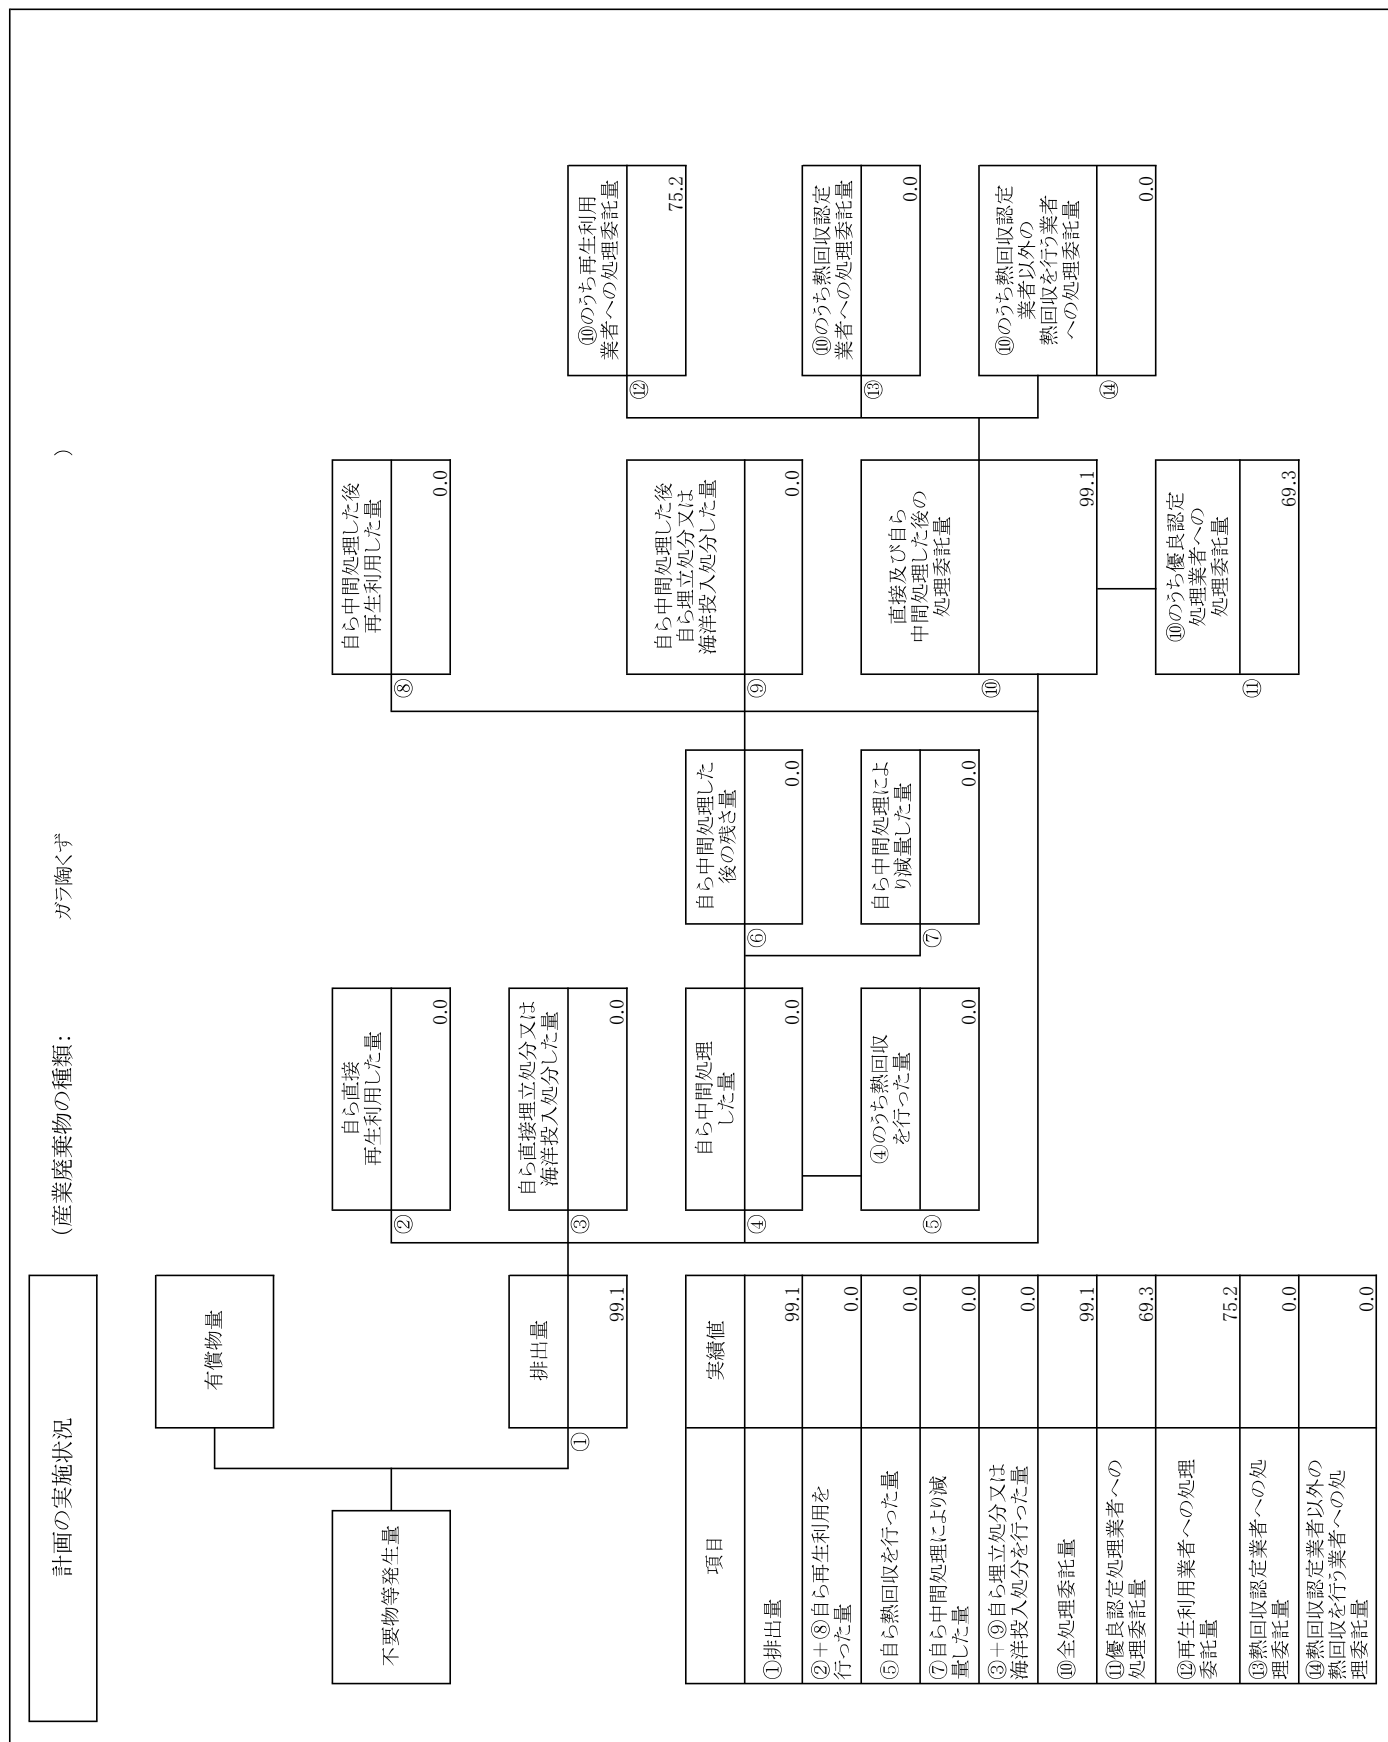 計画の実施状況
(産業廃棄物の種類:
ガラ陶くず
)
不要物等発生量
有償物量
①
排出量
99.1
②
自ら直接
再生利用した量
0.0
③
自ら直接埋立処分又は
海洋投入処分した量
0.0
④
自ら中間処理
した量
0.0
⑤
④のうち熱回収
を行った量
0.0
⑥
自ら中間処理した
後の残さ量
0.0
⑦
自ら中間処理によ
り減量した量
0.0
⑧
自ら中間処理した後
再生利用した量
0.0
⑨
自ら中間処理した後
自ら埋立処分又は
海洋投入処分した量
0.0
⑩
直接及び自ら
中間処理した後の
処理委託量
99.1
⑪
⑩のうち優良認定
処理業者への
処理委託量
69.3
⑫
⑩のうち再生利用
業者への処理委託量
75.2
⑬
⑩のうち熱回収認定
業者への処理委託量
0.0
⑭
⑩のうち熱回収認定
業者以外の
熱回収を行う業者
への処理委託量
0.0
項目
実績値
①排出量
99.1
②+⑧自ら再生利用を
行った量
0.0
⑤自ら熱回収を行った量
0.0
⑦自ら中間処理により減
量した量
0.0
③+⑨自ら埋立処分又は
海洋投入処分を行った量
0.0
⑩全処理委託量
99.1
⑪優良認定処理業者への
処理委託量
69.3
⑫再生利用業者への処理
委託量
75.2
⑬熱回収認定業者への処
理委託量
0.0
⑭熱回収認定業者以外の
熱回収を行う業者への処
理委託量
0.0